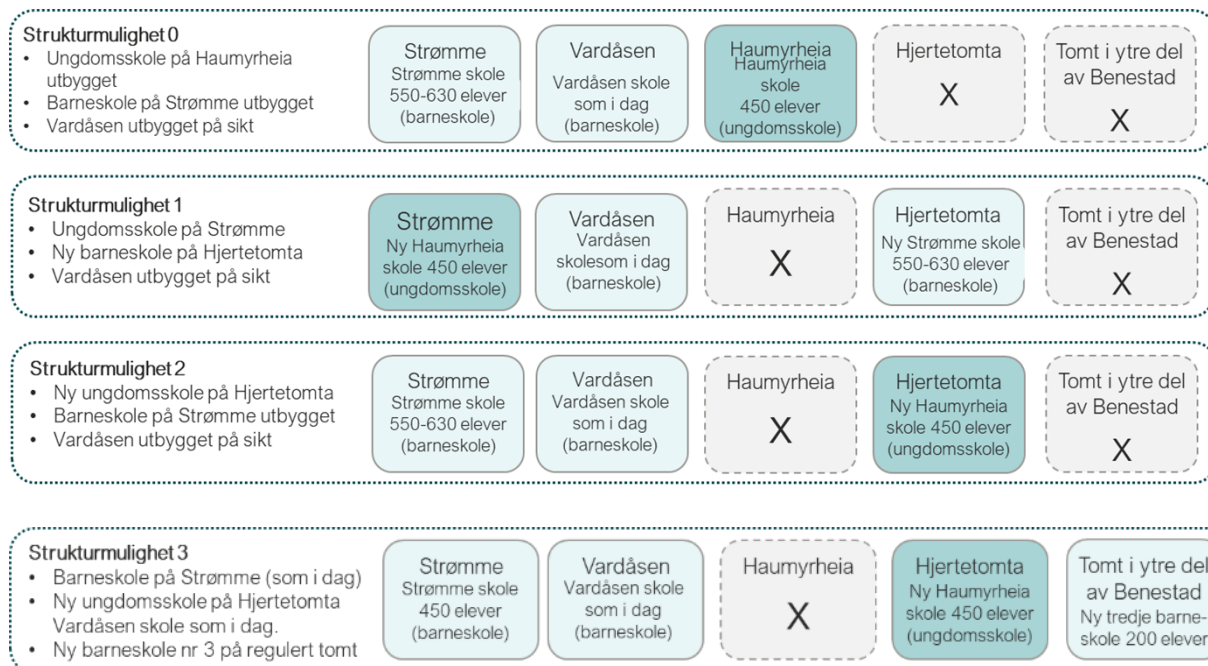 Strukturmulighet 0
• Ungdomsskole på Haumyrheia
utbygget
• Barneskole på Strømme utbygget
• Vardåsen utbygget på sikt
Strømme
Strømme skole
550-630 elever
(barneskole)
Vardåsen
Vardåsen skole
som i dag
(barneskole)
Haumyrheia
Haumyrheia
skole
450 elever
(ungdomsskole)
Hjertetomta
X
Tomt i ytre del
av Benestad
X
Strukturmulighet 1
• Ungdomsskole på Strømme
• Ny barneskole på Hjertetomta
• Vardåsen utbygget på sikt
Strømme
Ny Haumyrheia
skole 450 elever
(ungdomsskole)
Vardåsen
Vardåsen
skolesom i dag
(barneskole)
Haumyrheia
X
Hjertetomta
Ny Strømme skole
550-630 elever
(barneskole)
Tomt i ytre del
av Benestad
X
Strukturmulighet 2
• Ny ungdomsskole på Hjertetomta
• Barneskole på Strømme utbygget
• Vardåsen utbygget på sikt
Strømme
Strømme skole
550-630 elever
(barneskole)
Vardåsen
Vardåsen skole
som i dag
(barneskole)
Haumyrheia
X
Hjertetomta
Ny Haumyrheia
skole 450 elever
(ungdomsskole)
Tomt i ytre del
av Benestad
X
Strukturmulighet 3
• Barneskole på Strømme (som i dag)
• Ny ungdomsskole på Hjertetomta
Vardåsen skole som i dag.
• Ny barneskole nr 3 på regulert tomt
Strømme
Strømme skole
450 elever
(barneskole)
Vardåsen
Vardåsen skole
som i dag
(barneskole)
Haumyrheia
X
Hjertetomta
Ny Haumyrheia
skole 450 elever
(ungdomsskole)
Tomt i ytre del
av Benestad
Ny tredje barne-
skole 200 elever